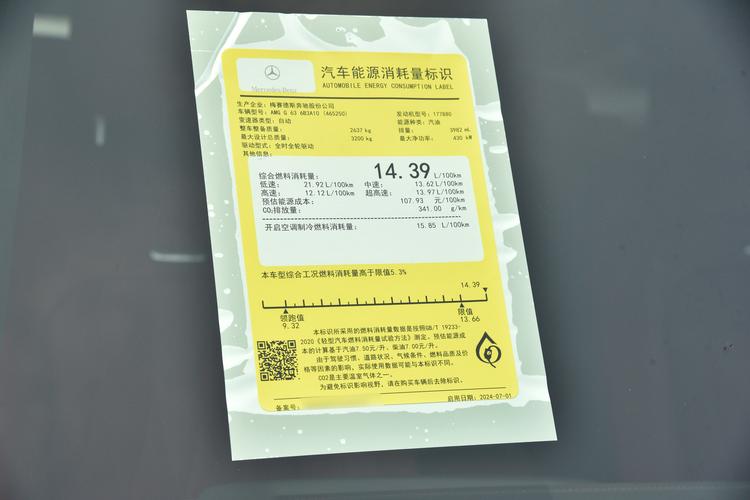 Mercedes-Benz
汽车能源消耗量标识
AUTOMOBILE ENERGY CONSUMPTION LABEL
生产企业：梅赛德斯奔驰股份公司
车辆型号：AMG G 63 6B3A10 (465250) 发动机型号：177980
变速器类型：自动 能源种类：汽油
整车整备质量： 2637 kg 排量： 3982 mL
最大设计总质量： 3200 kg 最大净功率： 430 kW
驱动型式：全时全轮驱动
其他信息：
综合燃料消耗量： 14.39 L/100km
低速： 21.92 L/100km 中速： 13.62 L/100km
高速： 12.12 L/100km 超高速： 13.97 L/100km
预估能源成本： 107.93 元/100km
CO2排放量： 341.00 g/km
开启空调制冷燃料消耗量： 15.85 L/100km
本车型综合工况燃料消耗量高于限值5.3%
14.39
领跑值 限值
9.32 13.66
本标识所采用的燃料消耗量数据是按照GB/T 19233-
2020《轻型汽车燃料消耗量试验方法》测定。预估能源成
本的计算基于汽油7.50元/升、柴油7.00元/升。
由于驾驶习惯、道路状况、气候条件、燃料品质及价
格等因素的影响，实际使用数据可能与本标识不同。
CO2是主要温室气体之一。
为避免标识影响视野，请在购买车辆后去除标识。
备案号： 启用日期：2024-07-01